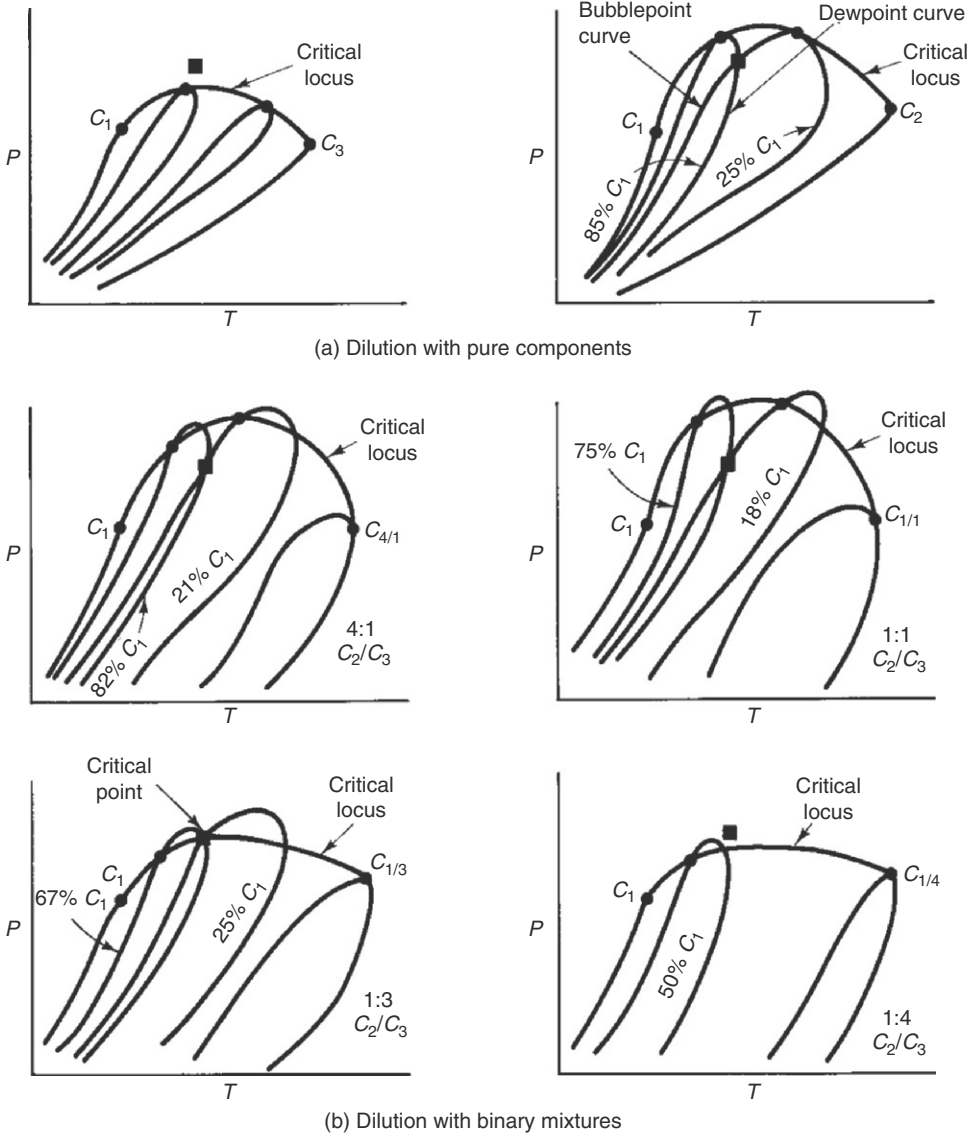 Bubblepoint
curve
Dewpoint curve
Critical
locus
C1
C3
P
T
Critical
locus
C1
C2
85% C1
25% C1
P
T
(a) Dilution with pure components
Critical
locus
C1
C4/1
21% C1
82% C1
4:1
C2/C3
P
T
Critical
locus
75% C1
18% C1
C1
C1/1
1:1
C2/C3
P
T
Critical
point
Critical
locus
C1
67% C1
25% C1
C1/3
1:3
C2/C3
P
T
Critical
locus
C1
C1/4
50% C1
1:4
C2/C3
P
T
(b) Dilution with binary mixtures